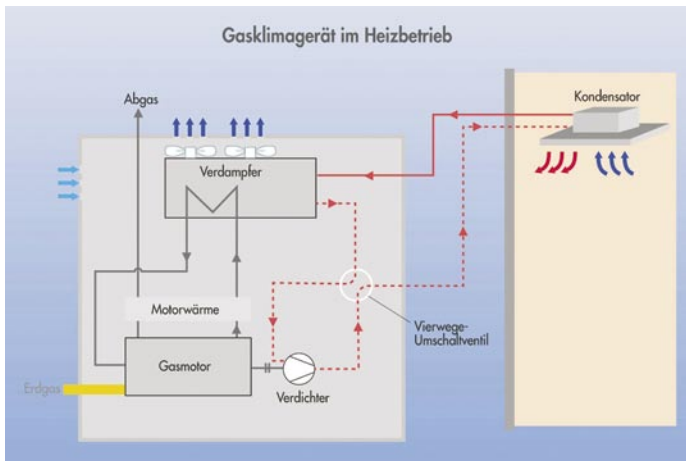 Gasklimagerät im Heizbetrieb
Abgas
Kondensator
Verdampfer
Motorwärme
Vierwege-
Umschaltventil
Gasmotor
Erdgas
Verdichter